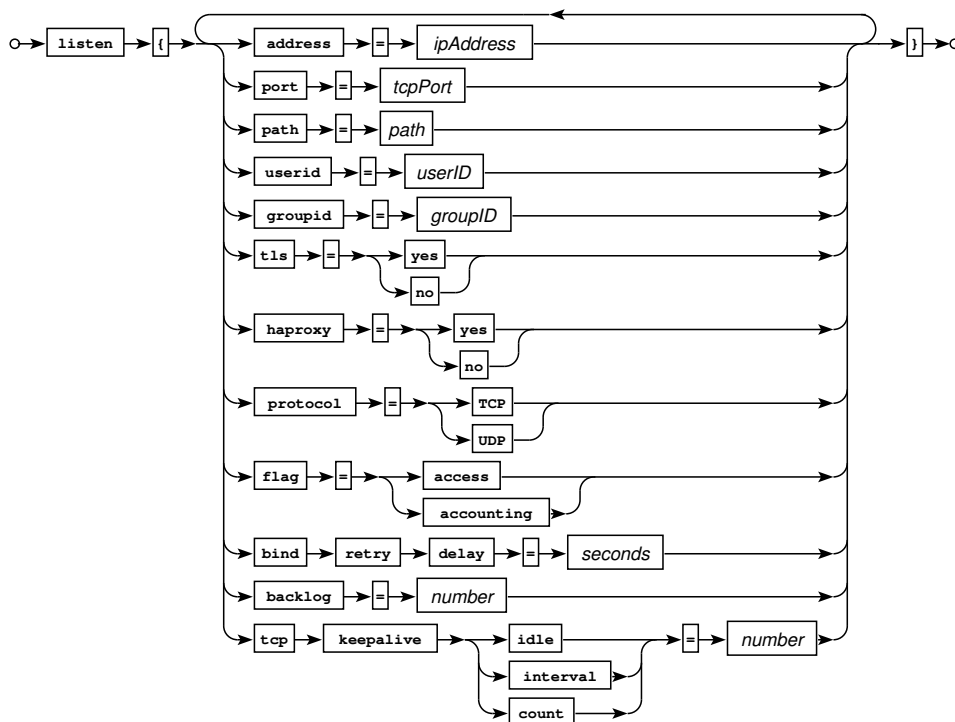 listen { address = ipAddress }
port = tcpPort
path = path
userid = userID
groupid = groupID
tls = yes
no
haproxy = yes
no
protocol = TCP
UDP
flag = access
accounting
bind retry delay = seconds
backlog = number
tcp keepalive idle = number
interval
count